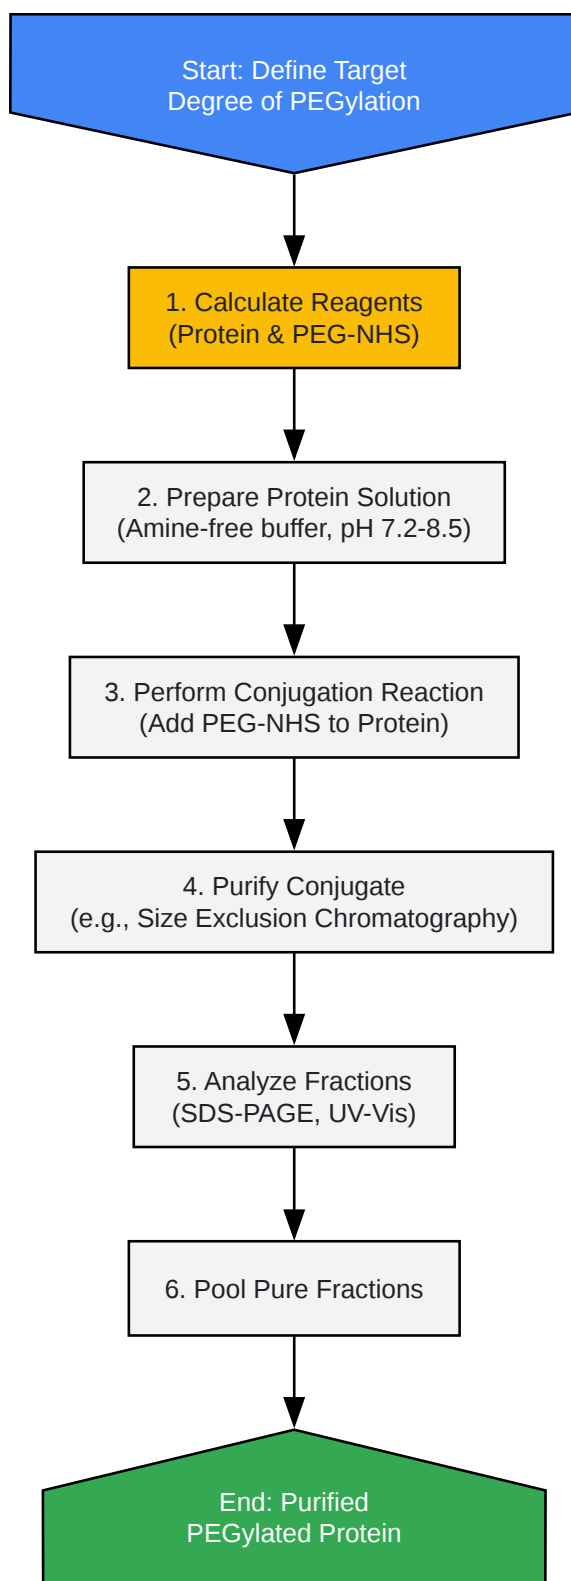 Start: Define Target
Degree of PEGylation
1. Calculate Reagents
(Protein & PEG-NHS)
2. Prepare Protein Solution
(Amine-free buffer, pH 7.2-8.5)
3. Perform Conjugation Reaction
(Add PEG-NHS to Protein)
4. Purify Conjugate
(e.g., Size Exclusion Chromatography)
5. Analyze Fractions
(SDS-PAGE, UV-Vis)
6. Pool Pure Fractions
End: Purified
PEGylated Protein